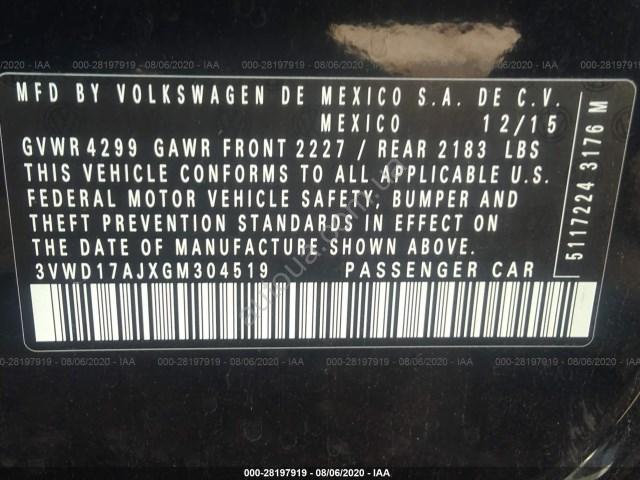 000-28197919 - 08/06/2020 - IAA
MFD BY VOLKSWAGEN DE MEXICO S.A. DE C.V.
MEXICO 12/15
GVWR 4299 GAWR FRONT 2227 / REAR 2183 LBS
THIS VEHICLE CONFORMS TO ALL APPLICABLE U.S.
FEDERAL MOTOR VEHICLE SAFETY, BUMPER AND
THEFT PREVENTION STANDARDS IN EFFECT ON
THE DATE OF MANUFACTURE SHOWN ABOVE.
3VWD17AJXGM304519 PASSENGER CAR
5117224 3176 M
autoua.com.ua
000-28197919 - 08/06/2020 - IAA
000-28197919 - 08/06/2020 - IAA